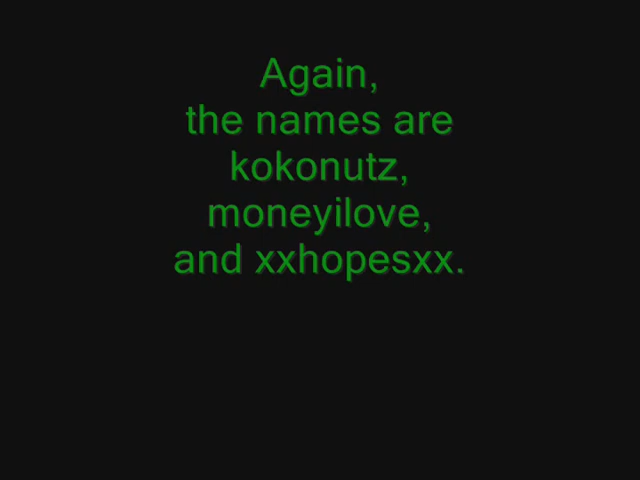 Again,
the names are
kokonutz,
moneyilove,
and xxhopesxx.